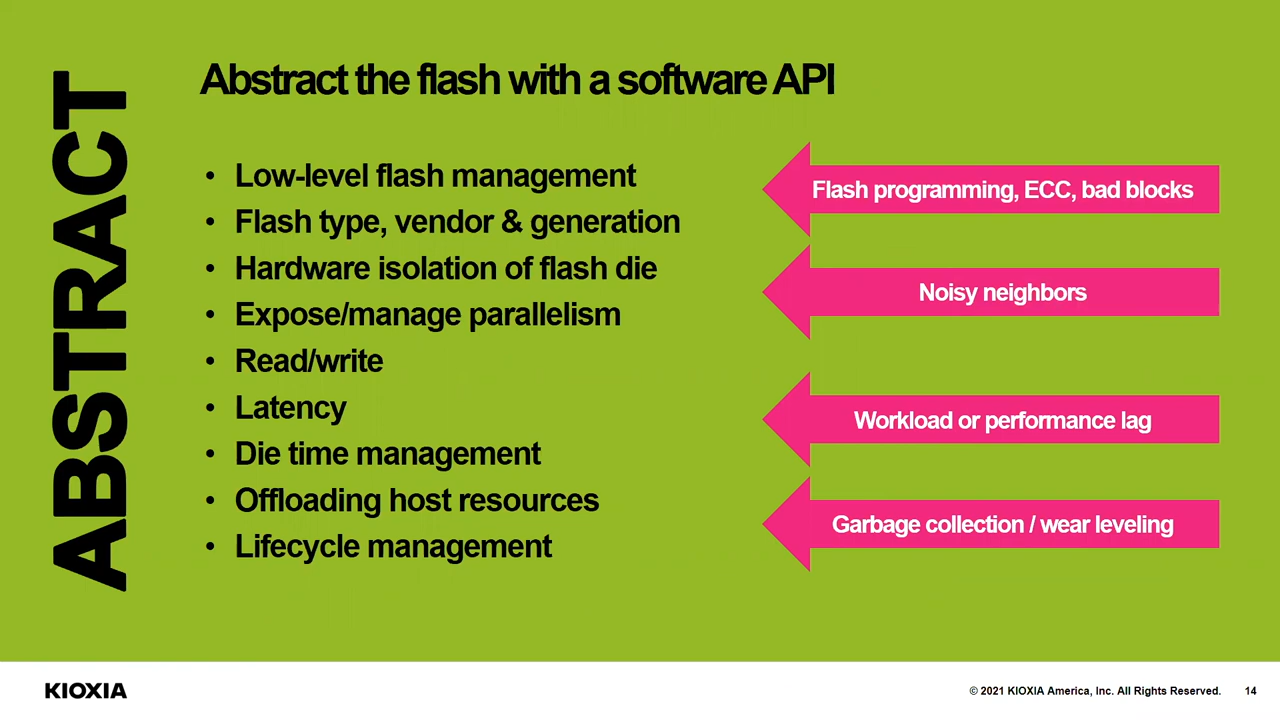 ABSTRACT
Abstract the flash with a software API
• Low-level flash management
• Flash type, vendor & generation
• Hardware isolation of flash die
• Expose/manage parallelism
• Read/write
• Latency
• Die time management
• Offloading host resources
• Lifecycle management
Flash programming, ECC, bad blocks
Noisy neighbors
Workload or performance lag
Garbage collection / wear leveling
KIOXIA
© 2021 KIOXIA America, Inc. All Rights Reserved.
14